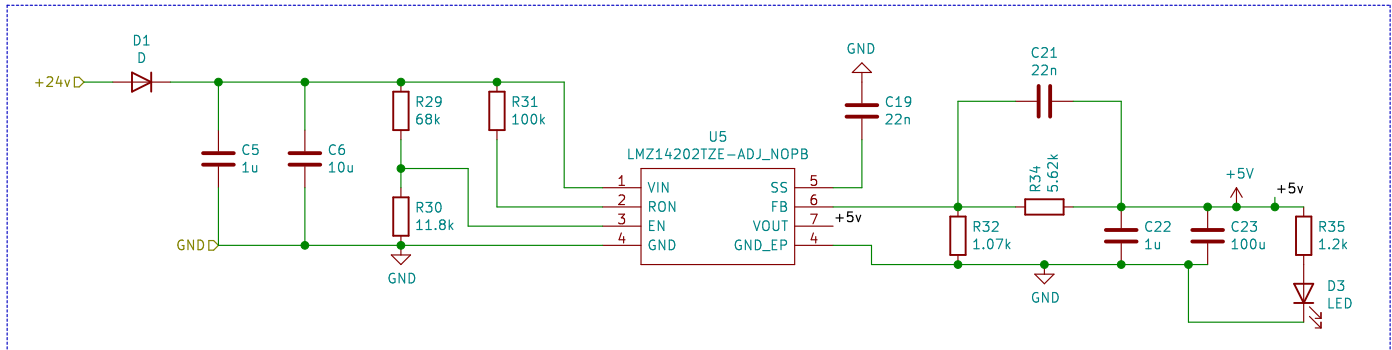 D1
D
+24v
C5
1u
C6
10u
R29
68k
R30
11.8k
R31
100k
GND
GND
U5
LMZ14202TZE-ADJ_NOPB
1
VIN
2
RON
3
EN
4
GND
SS
5
FB
6
VOUT
7
GND_EP
4
+5v
GND
C19
22n
C21
22n
R34
5.62k
R32
1.07k
GND
C22
1u
C23
100u
+5V
+5v
R35
1.2k
D3
LED